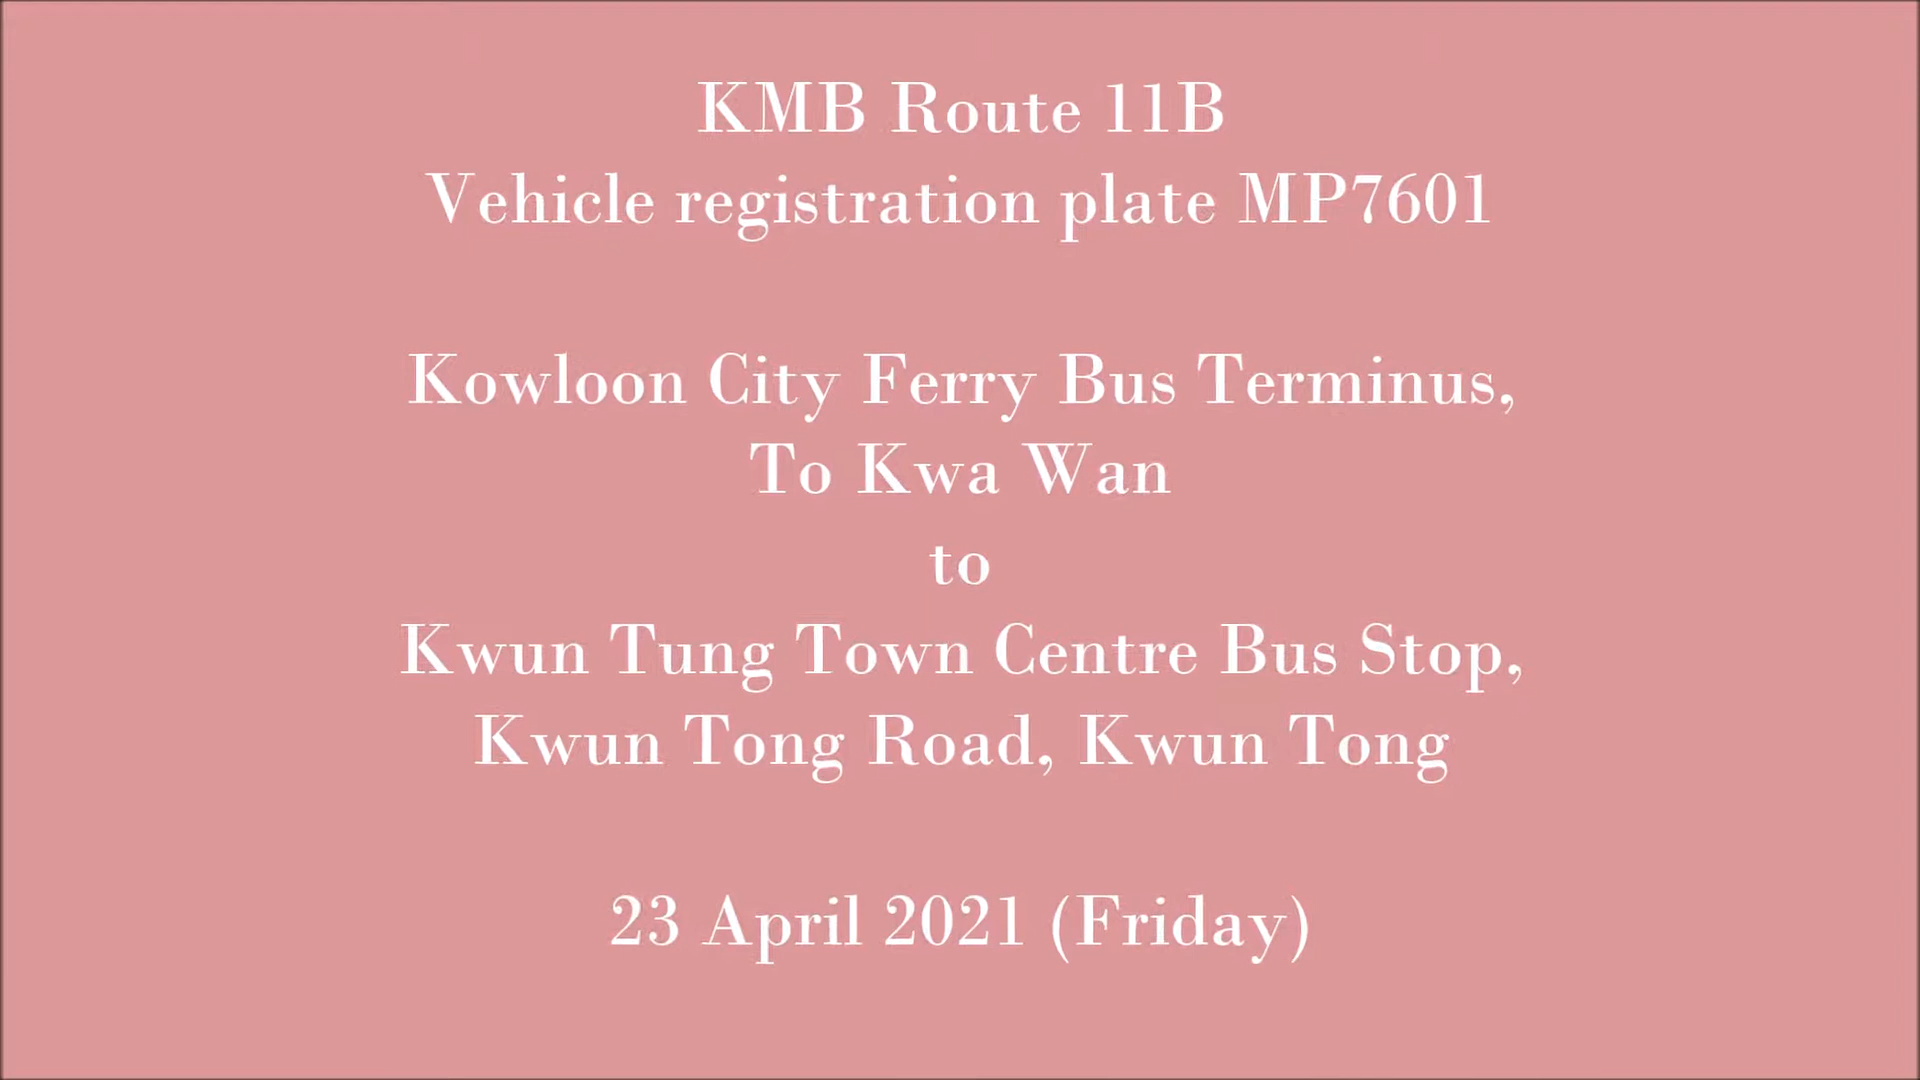 KMB Route 11B
Vehicle registration plate MP7601
Kowloon City Ferry Bus Terminus,
To Kwa Wan
to
Kwun Tung Town Centre Bus Stop,
Kwun Tong Road, Kwun Tong
23 April 2021 (Friday)